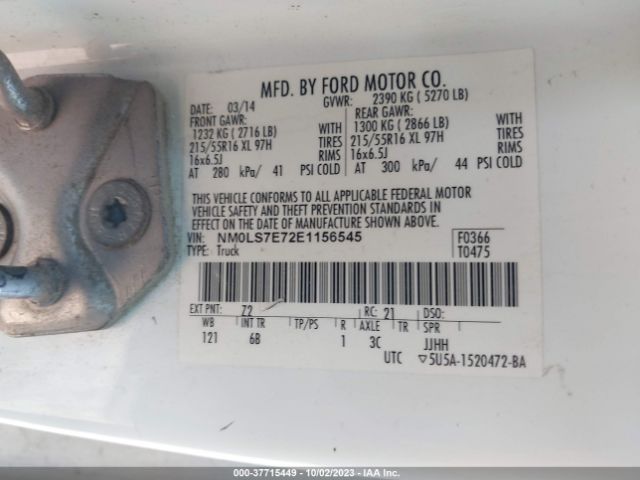 MFD. BY FORD MOTOR CO.
DATE: 03/14 GVWR: 2390 KG ( 5270 LB)
FRONT GAWR: REAR GAWR:
1232 KG ( 2716 LB) WITH 1300 KG ( 2866 LB) WITH
215/55R16 XL 97H TIRES 215/55R16 XL 97H TIRES
16x6.5J RIMS 16x6.5J RIMS
AT 280 kPa/ 41 PSI COLD AT 300 kPa/ 44 PSI COLD
THIS VEHICLE CONFORMS TO ALL APPLICABLE FEDERAL MOTOR
VEHICLE SAFETY AND THEFT PREVENTION STANDARDS IN
EFFECT ON THE DATE OF MANUFACTURE SHOWN ABOVE.
VIN: NM0LS7E72E1156545 F0366
TYPE: Truck T0475
EXT PNT: 72 RC: 21 DSO:
WB INT TR TP/PS R AXLE TR SPR
121 6B 1 3C JJHH
UTC ▽5U5A-1520472-BA
000-37715449 - 10/02/2023 - IAA Inc.